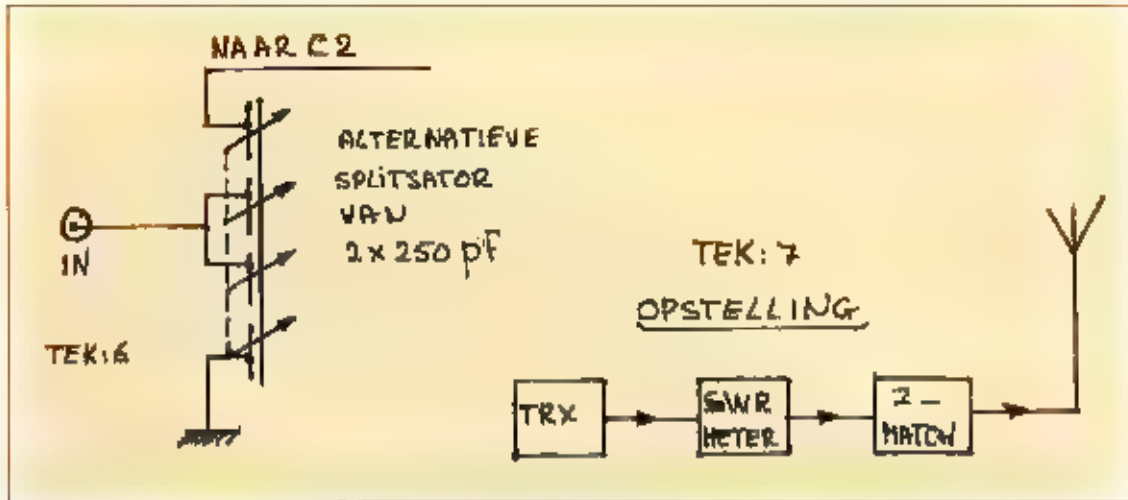 NAAR C2
ALTERNATIEVE
SPLITSATOR
VAN
2 x 250 pF
IN
TEK: 6
TEK: 7
OPSTELLING
TRX
SWR
METER
Z-
MATCH